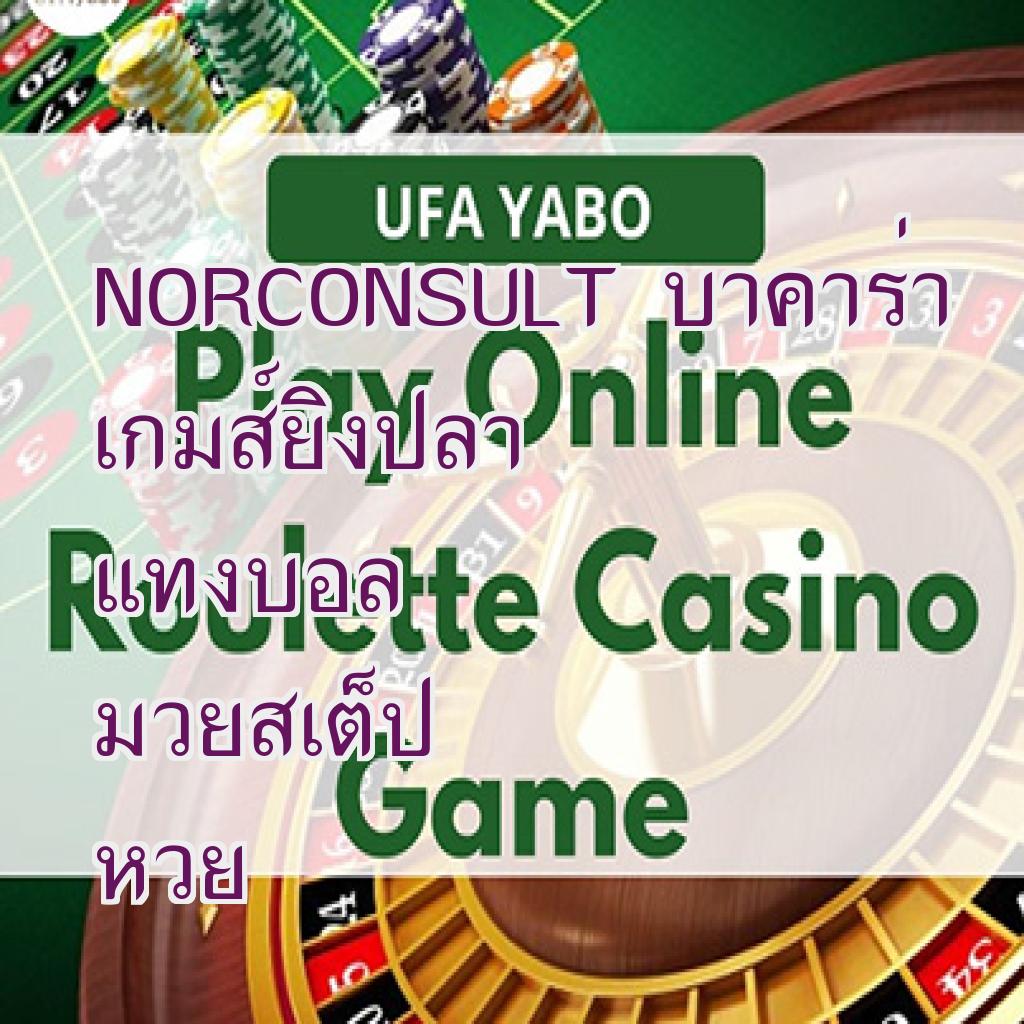 UFA YABO
NORCONSULT บาคาร่า
Play Online
เกมส์ยิงปลา
Roulette Casino
แทงบอล
มวยสเต็ป
Game
หวย